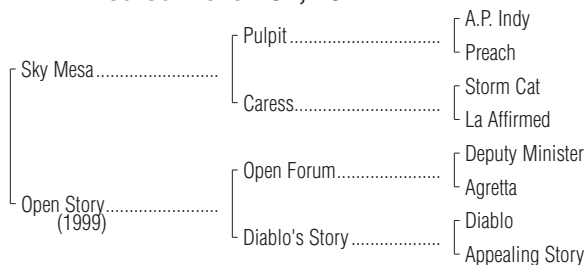 A.P. Indy
Pulpit
Preach
Sky Mesa
Storm Cat
Caress
La Affirmed
Deputy Minister
Open Forum
Agretta
Open Story
(1999)
Diablo
Diablo's Story
Appealing Story